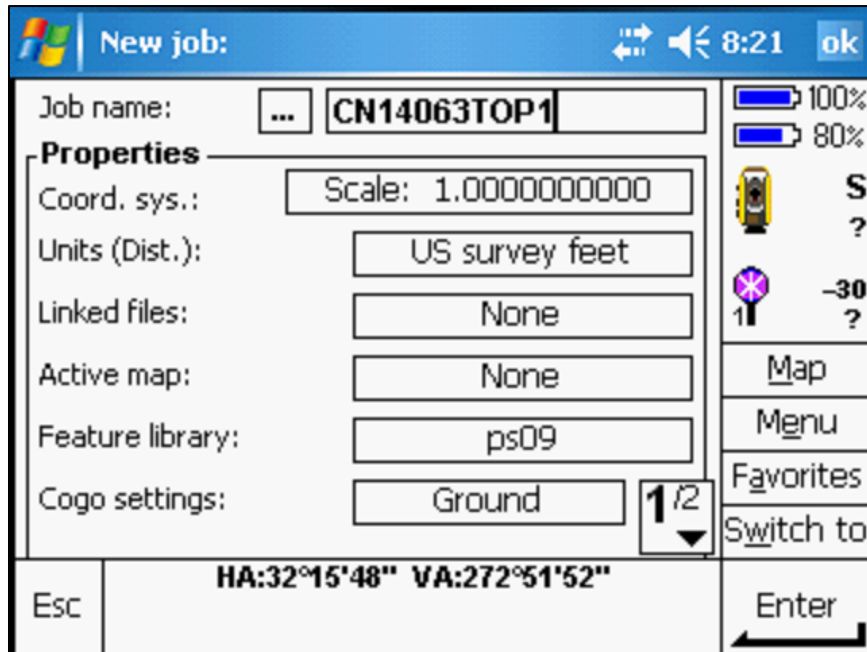 New job: 8:21 ok
Job name: ... CN14063TOP1
100%
80%
Properties
Coord. sys.: Scale: 1.0000000000
S
?
Units (Dist.): US survey feet
Linked files: None
-30
1 ?
Active map: None
Map
Feature library: ps09
Menu
Cogo settings: Ground
1/2
Favorites
Switch to
HA:32°15'48" VA:272°51'52"
Esc
Enter